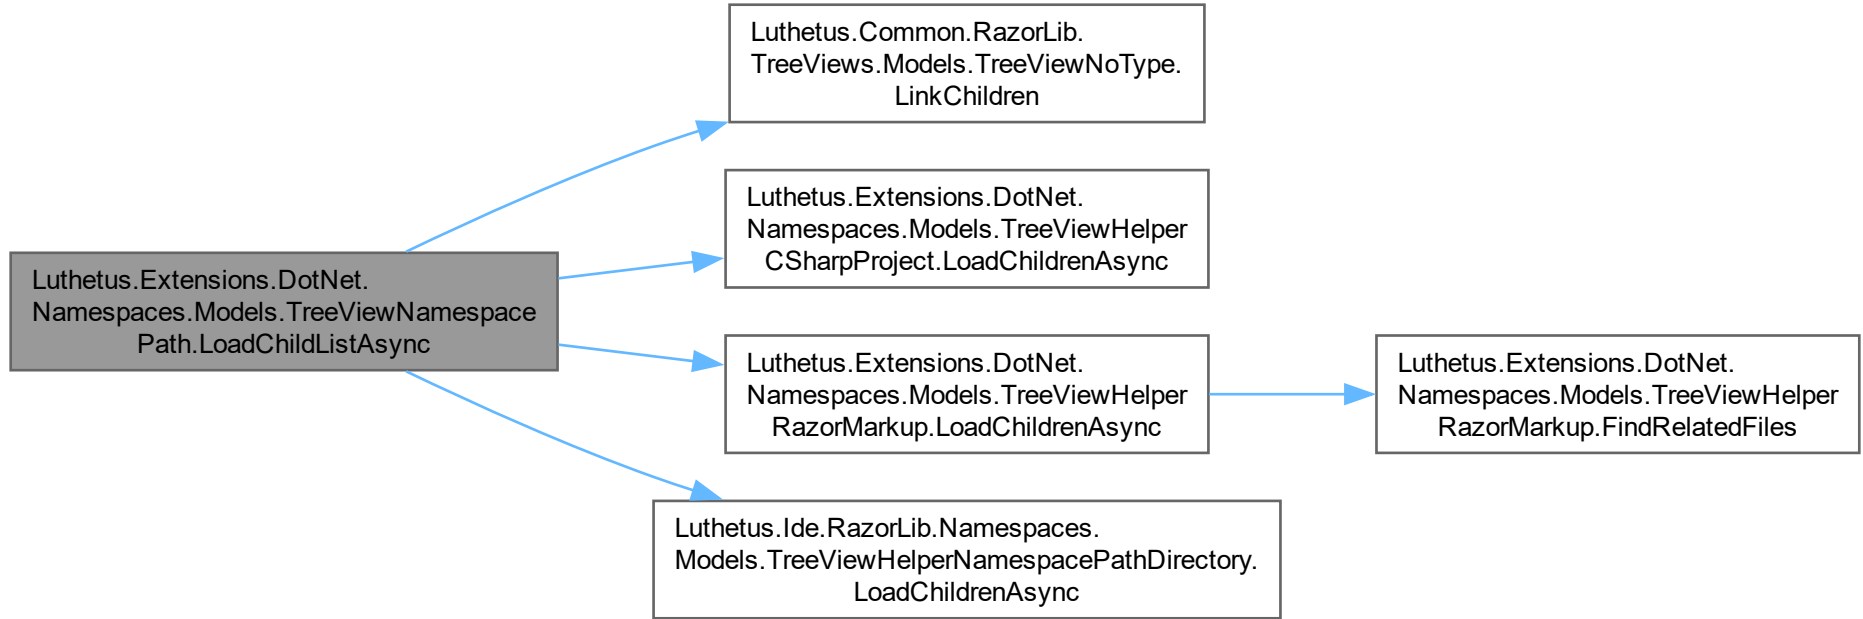 Luthetus.Common.RazorLib.
TreeViews.Models.TreeViewNoType.
LinkChildren
Luthetus.Extensions.DotNet.
Namespaces.Models.TreeViewHelper
CSharpProject.LoadChildrenAsync
Luthetus.Extensions.DotNet.
Namespaces.Models.TreeViewNamespace
Path.LoadChildListAsync
Luthetus.Extensions.DotNet.
Namespaces.Models.TreeViewHelper
RazorMarkup.LoadChildrenAsync
Luthetus.Extensions.DotNet.
Namespaces.Models.TreeViewHelper
RazorMarkup.FindRelatedFiles
Luthetus.Ide.RazorLib.Namespaces.
Models.TreeViewHelperNamespacePathDirectory.
LoadChildrenAsync